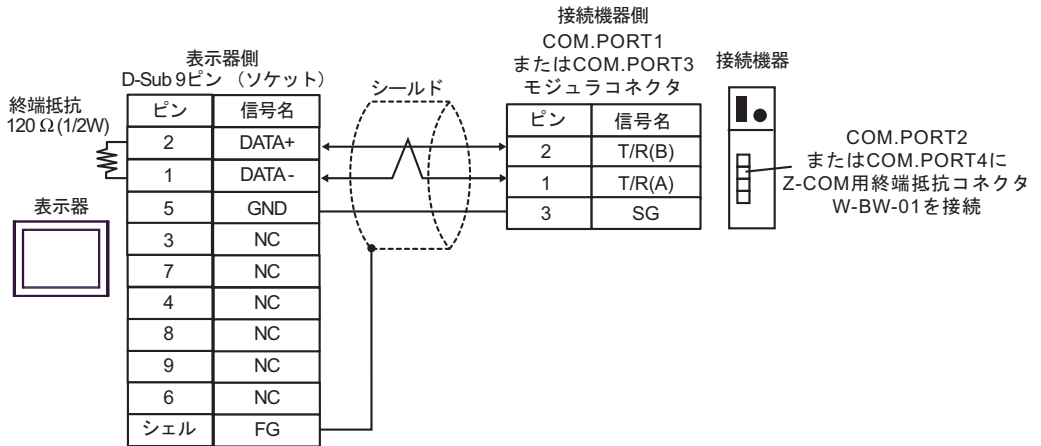 接続機器側
COM.PORT1
またはCOM.PORT3
モジュラコネクタ
接続機器
表示器側
D-Sub 9ピン （ソケット）
シールド
終端抵抗
120 Ω (1/2W)
ピン 信号名
2 DATA+
1 DATA-
5 GND
3 NC
7 NC
4 NC
8 NC
9 NC
6 NC
シェル FG
表示器
ピン 信号名
2 T/R(B)
1 T/R(A)
3 SG
COM.PORT2
またはCOM.PORT4に
Z-COM用終端抵抗コネクタ
W-BW-01を接続